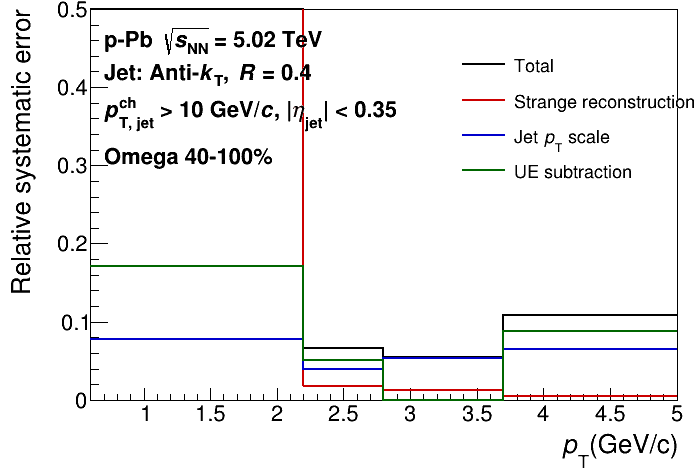 Relative systematic error
0.5
0.4
0.3
0.2
0.1
0
p-Pb √sNN = 5.02 TeV
Jet: Anti-kT, R = 0.4
pchT, jet > 10 GeV/c, |ηjet| < 0.35
Omega 40-100%
Total
Strange reconstruction
Jet pT scale
UE subtraction
1 1.5 2 2.5 3 3.5 4 4.5 5
pT(GeV/c)